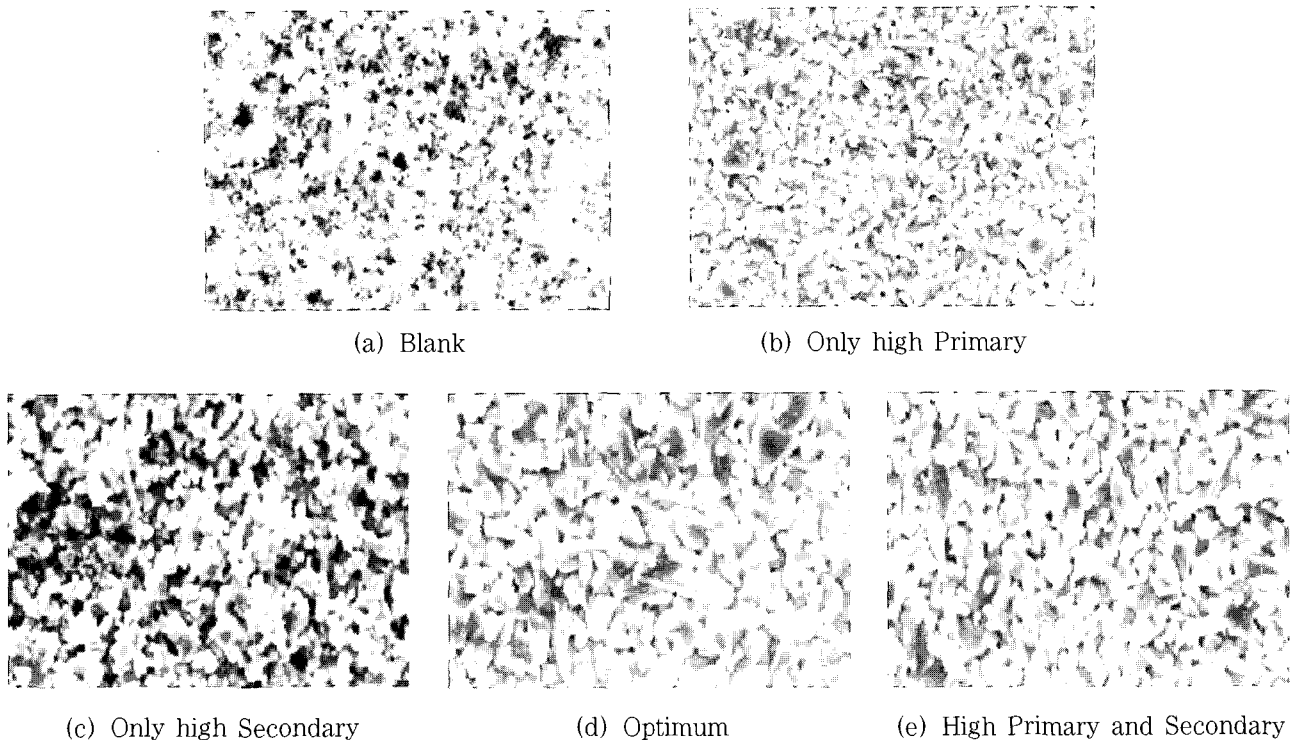 (a) Blank
(b) Only high Primary
(c) Only high Secondary
(d) Optimum
(e) High Primary and Secondary